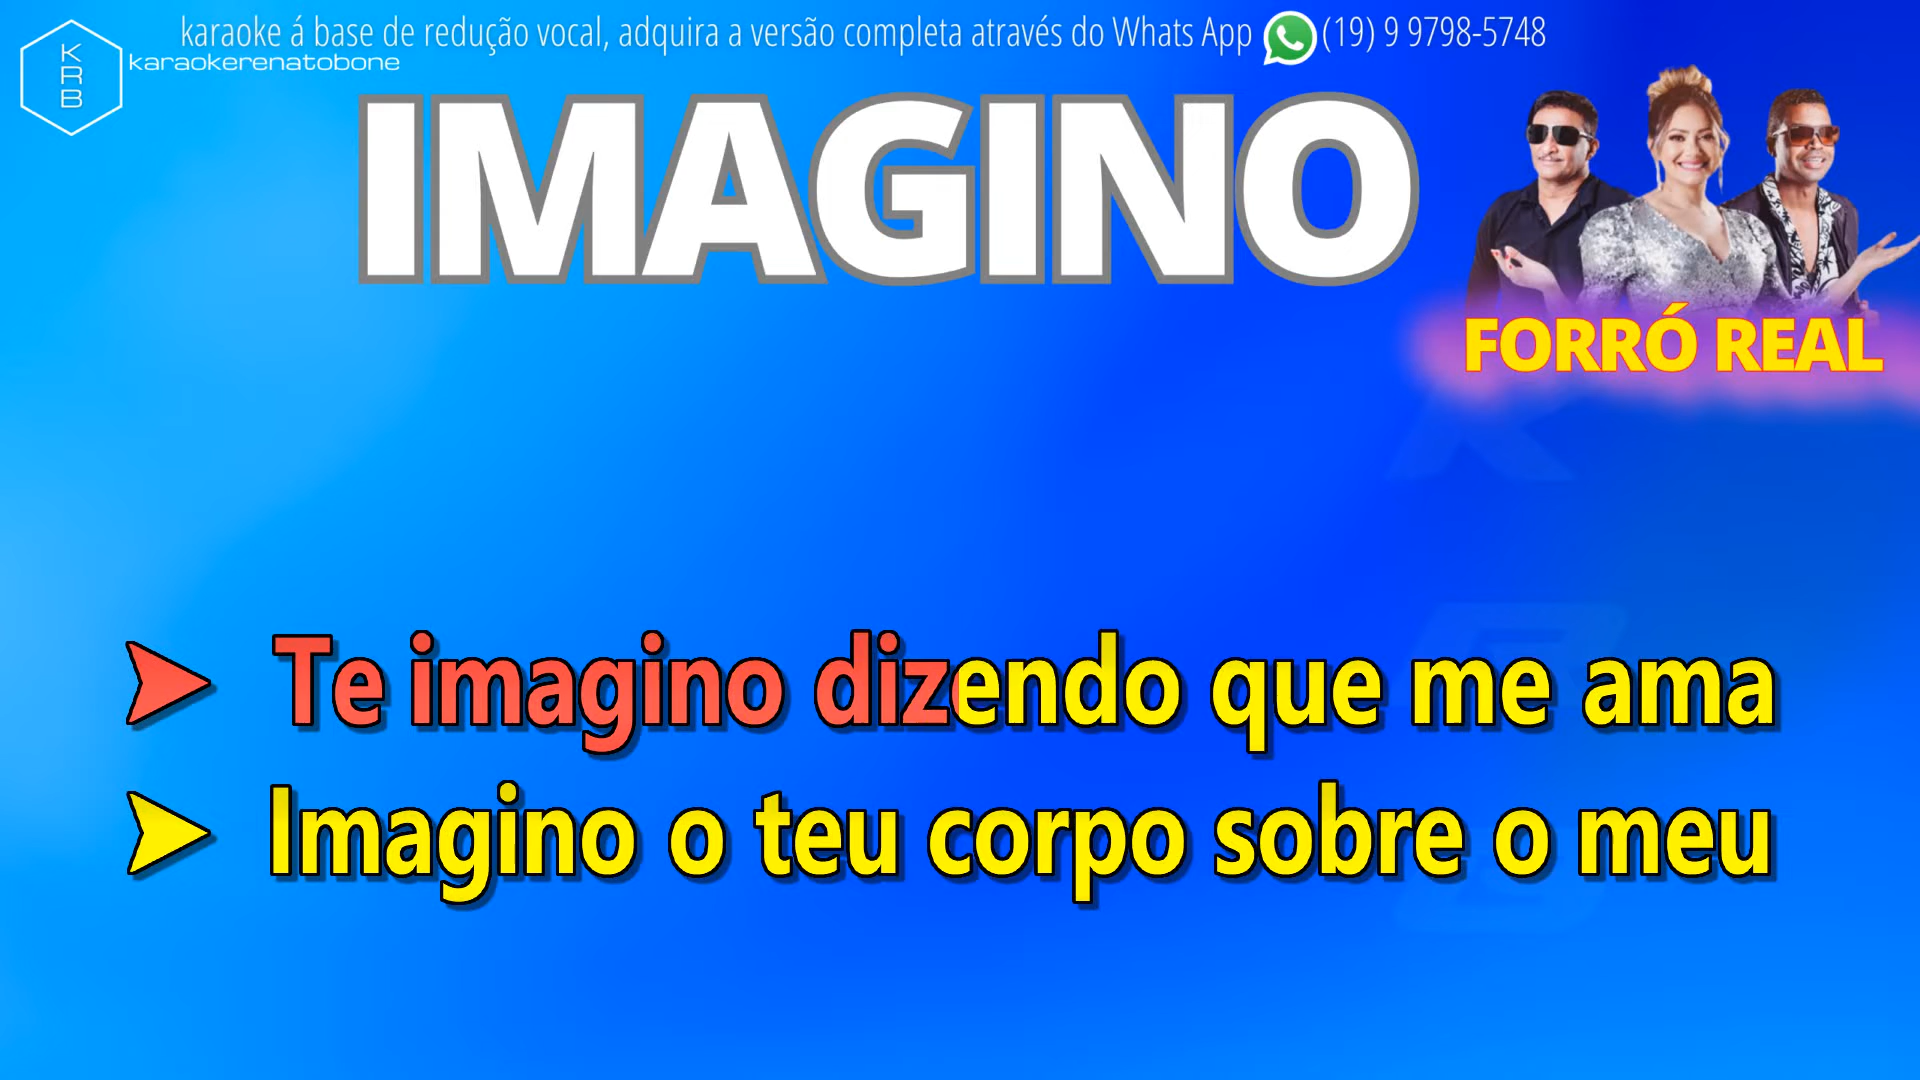 karaoke á base de redução vocal, adquira a versão completa através do Whats App (19) 9 9798-5748
KRB
karaokerenatobone
IMAGINO
FORRÓ REAL
Te imagino dizendo que me ama
Imagino o teu corpo sobre o meu